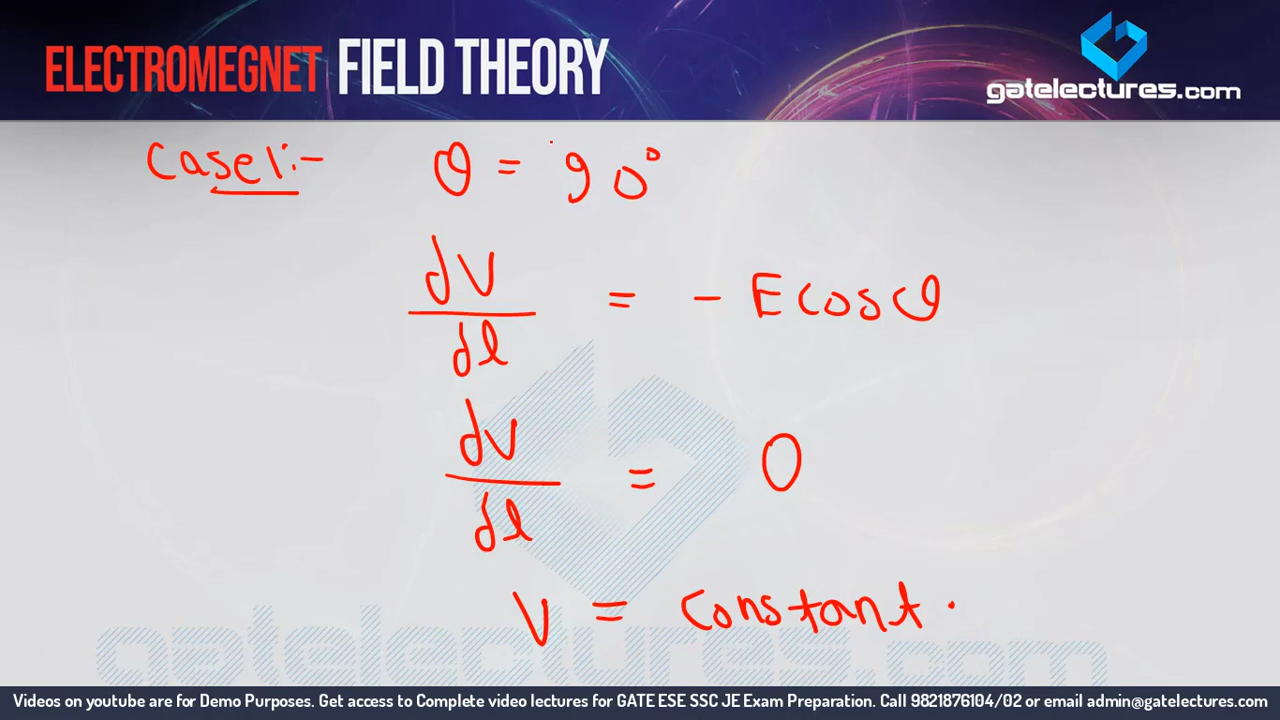 ELECTROMEGNET FIELD THEORY
gatelectures.com
Case1:-
θ = 90°
dV/dl = - E cosθ
dV/dl = 0
V = constant .
gatelectures.com
Videos on youtube are for Demo Purposes. Get access to Complete video lectures for GATE ESE SSC JE Exam Preparation. Call 9821876104/02 or email admin@gatelectures.com